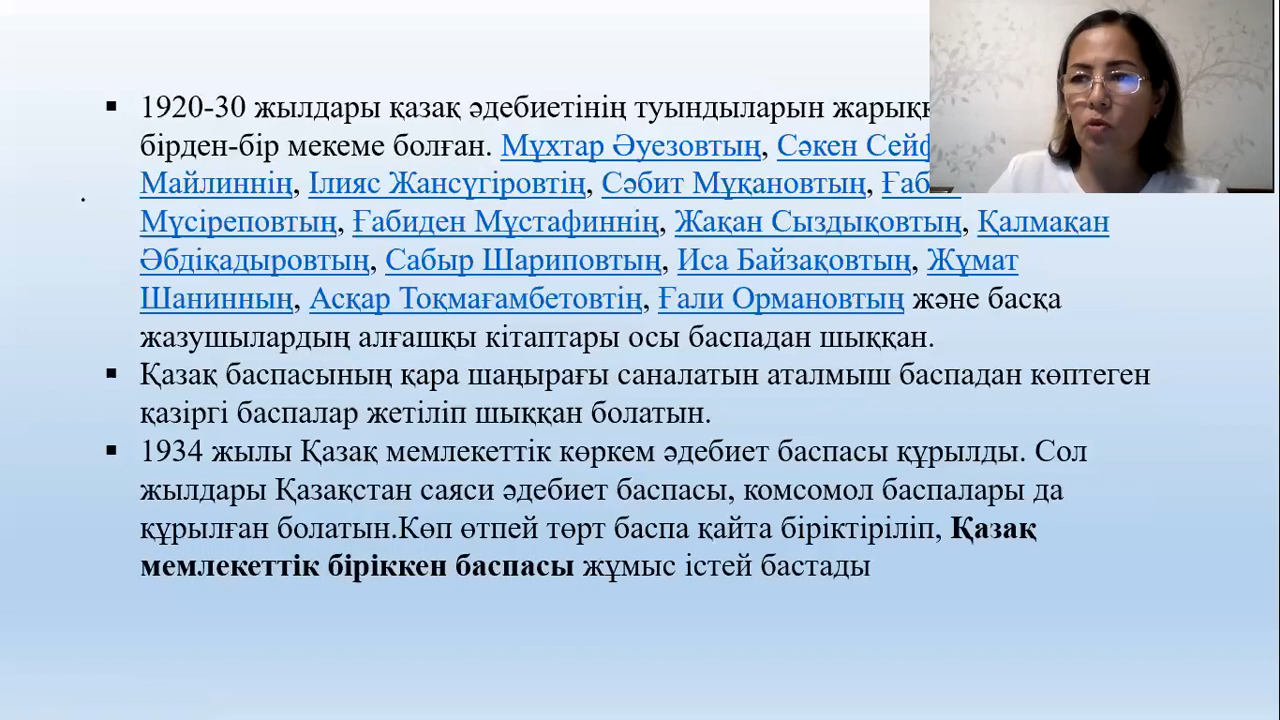 1920-30 жылдары қазақ әдебиетінің туындыларын
бірден-бір мекеме болған. Мұхтар Әуезовтың, Сәкен
Майлиннің, Ілияс Жансүгіровтің, Сәбит Мұқановтың,
Мүсіреповтың, Ғабиден Мұстафиннің, Жақан Сыздықовтың, Қалмақан
Әбдіқадыровтың, Сабыр Шариповтың, Иса Байзақовтың, Жұмат
Шанинның, Асқар Тоқмағамбетовтің, Ғали Ормановтың және басқа
жазушылардың алғашқы кітаптары осы баспадан шыққан.
Қазақ баспасының қара шаңырағы саналатын аталмыш баспадан көптеген
қазіргі баспалар жетіліп шыққан болатын.
1934 жылы Қазақ мемлекеттік көркем әдебиет баспасы құрылды. Сол
жылдары Қазақстан саяси әдебиет баспасы, комсомол баспалары да
құрылған болатын.Көп өтпей төрт баспа қайта біріктіріліп, Қазақ
мемлекеттік біріккен баспасы жұмыс істей бастады